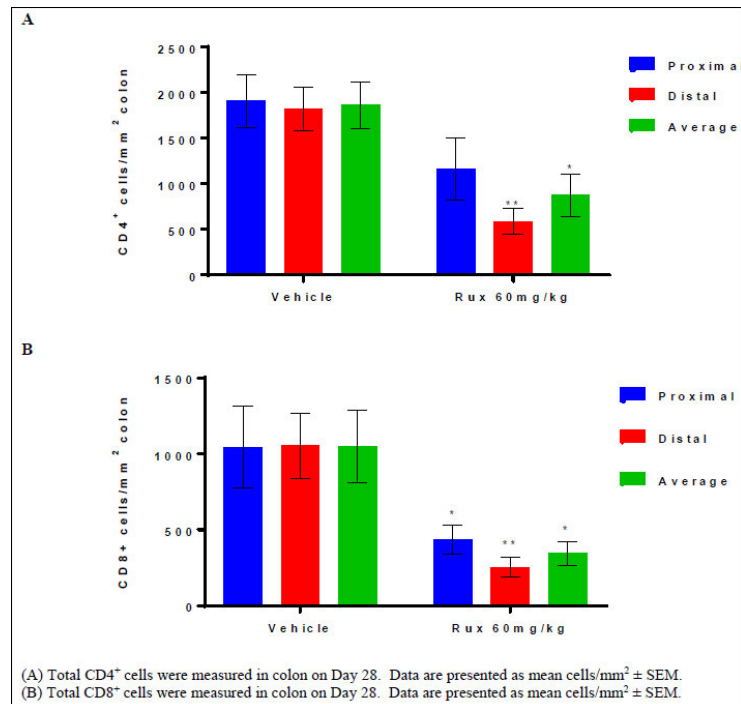 A
2500
2000
1500
1000
500
0
CD4⁺ cells/mm² colon
*
**
Vehicle
Rux 60mg/kg
Proximal
Distal
Average
B
1500
1000
500
0
CD8+ cells/mm² colon
*
**
*
Vehicle
Rux 60mg/kg
Proximal
Distal
Average
(A) Total CD4⁺ cells were measured in colon on Day 28. Data are presented as mean cells/mm² ± SEM.
(B) Total CD8⁺ cells were measured in colon on Day 28. Data are presented as mean cells/mm² ± SEM.